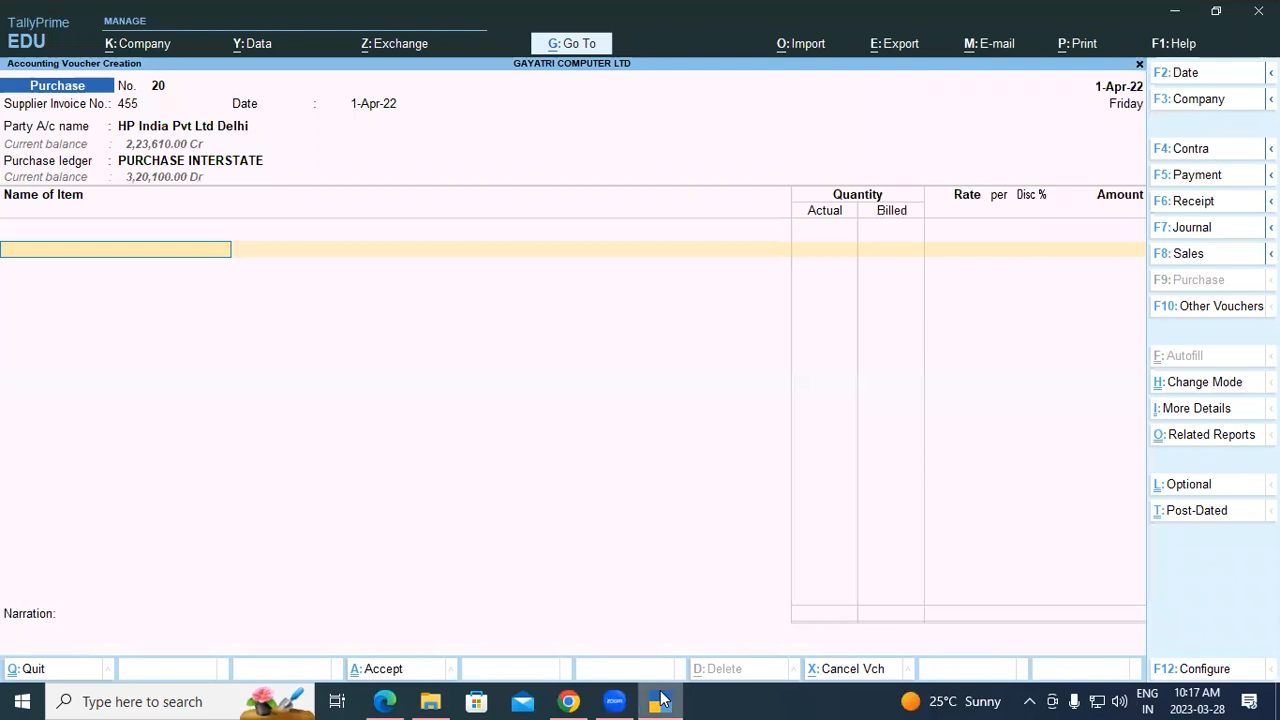 TallyPrime
EDU
MANAGE
K: Company
Y: Data
Z: Exchange
G: Go To
O: Import
E: Export
M: E-mail
P: Print
F1: Help
Accounting Voucher Creation
GAYATRI COMPUTER LTD
Purchase No. 20
1-Apr-22
Supplier Invoice No.: 455 Date : 1-Apr-22
Friday
Party A/c name : HP India Pvt Ltd Delhi
Current balance : 2,23,610.00 Cr
Purchase ledger : PURCHASE INTERSTATE
Current balance : 3,20,100.00 Dr
Name of Item Quantity Rate per Disc % Amount
Actual Billed
Narration:
F2: Date
F3: Company
F4: Contra
F5: Payment
F6: Receipt
F7: Journal
F8: Sales
F9: Purchase
F10: Other Vouchers
F: Autofill
H: Change Mode
I: More Details
O: Related Reports
L: Optional
T: Post-Dated
Q: Quit
A: Accept
D: Delete
X: Cancel Vch
F12: Configure
Type here to search
zoom
25°C Sunny
ENG
IN
10:17 AM
2023-03-28